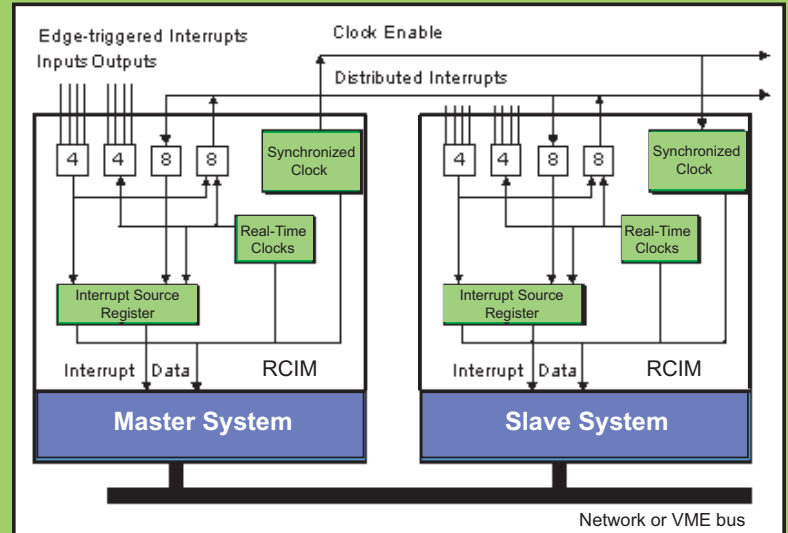 Edge-triggered Interrupts
Inputs Outputs
Clock Enable
Distributed Interrupts
4
4
8
8
Synchronized
Clock
Real-Time
Clocks
Interrupt Source
Register
Interrupt Data
RCIM
Master System
4
4
8
8
Synchronized
Clock
Real-Time
Clocks
Interrupt Source
Register
Interrupt Data
RCIM
Slave System
Network or VME bus